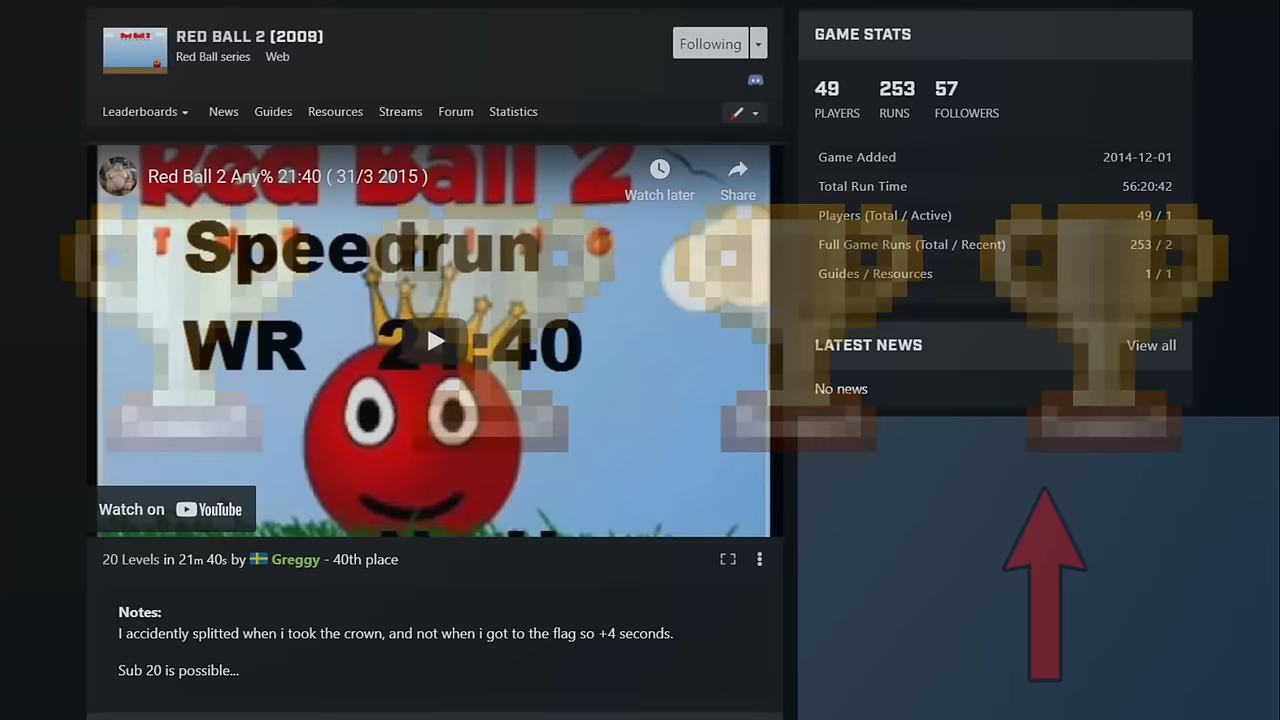 RED BALL 2 (2009)
Red Ball series Web
Following
Leaderboards News Guides Resources Streams Forum Statistics
Red Ball 2
Red Ball 2 Any% 21:40 ( 31/3 2015 )
Watch later
Share
Speedrun
WR 21:40
Watch on YouTube
20 Levels in 21m 40s by Greggy - 40th place
Notes:
I accidently splitted when i took the crown, and not when i got to the flag so +4 seconds.
Sub 20 is possible...
GAME STATS
49 253 57
PLAYERS RUNS FOLLOWERS
Game Added 2014-12-01
Total Run Time 56:20:42
Players (Total / Active) 49 / 1
Full Game Runs (Total / Recent) 253 / 2
Guides / Resources 1 / 1
LATEST NEWS View all
No news